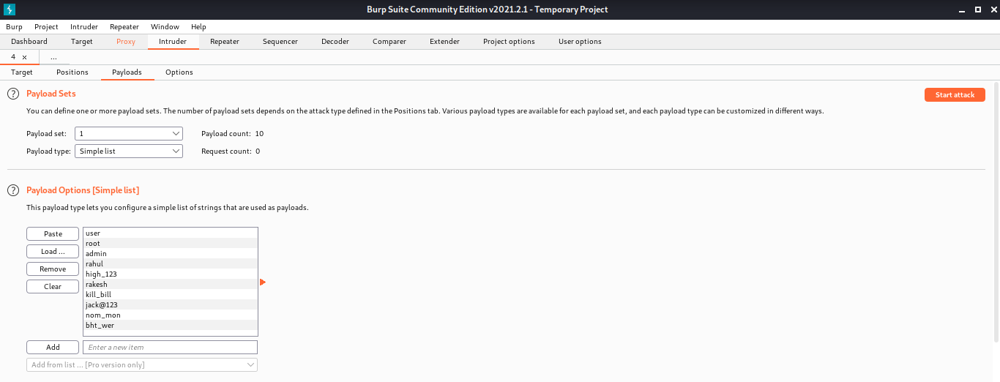 Burp Suite Community Edition v2021.2.1 - Temporary Project
Burp Project Intruder Repeater Window Help
Dashboard Target Proxy Intruder Repeater Sequencer Decoder Comparer Extender Project options User options
4 x ...
Target Positions Payloads Options
? Payload Sets Start attack
You can define one or more payload sets. The number of payload sets depends on the attack type defined in the Positions tab. Various payload types are available for each payload set, and each payload type can be customized in different ways.
Payload set: 1 Payload count: 10
Payload type: Simple list Request count: 0
? Payload Options [Simple list]
This payload type lets you configure a simple list of strings that are used as payloads.
Paste
Load ...
Remove
Clear
user
root
admin
rahul
high_123
rakesh
kill_bill
jack@123
nom_mon
bht_wer
Add Enter a new item
Add from list ... [Pro version only]